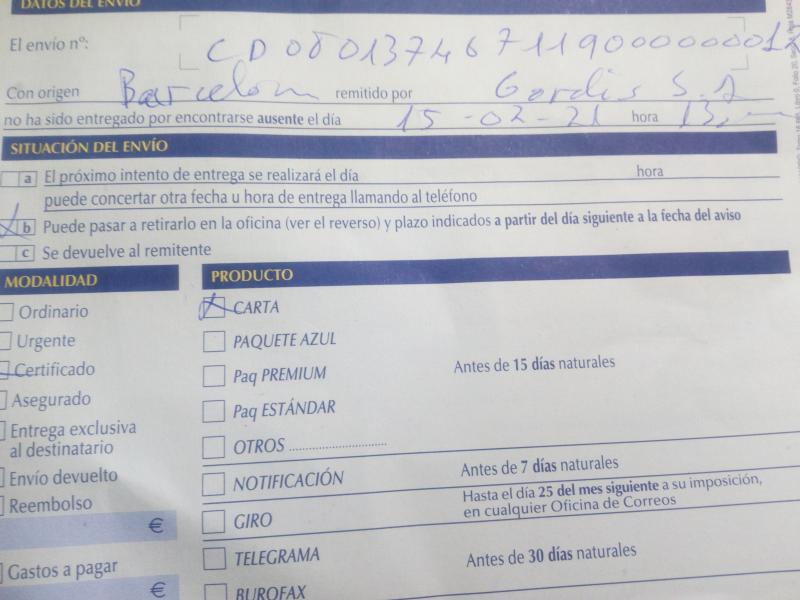 DATOS DEL ENVÍO
El envío nº:
Con origen Barcelona remitido por
no ha sido entregado por encontrarse ausente el día 15-02-21 hora 13,
SITUACIÓN DEL ENVÍO
a El próximo intento de entrega se realizará el día hora
puede concertar otra fecha u hora de entrega llamando al teléfono
X b Puede pasar a retirarlo en la oficina (ver el reverso) y plazo indicados a partir del día siguiente a la fecha del aviso
c Se devuelve al remitente
MODALIDAD
Ordinario
Urgente
Certificado
Asegurado
Entrega exclusiva
al destinatario
Envío devuelto
Reembolso
€
Gastos a pagar
€
PRODUCTO
X CARTA
PAQUETE AZUL
Paq PREMIUM
Paq ESTÁNDAR
OTROS ..............................
Antes de 15 días naturales
NOTIFICACIÓN Antes de 7 días naturales
GIRO Hasta el día 25 del mes siguiente a su imposición,
en cualquier Oficina de Correos
TELEGRAMA Antes de 30 días naturales
BUROFAX